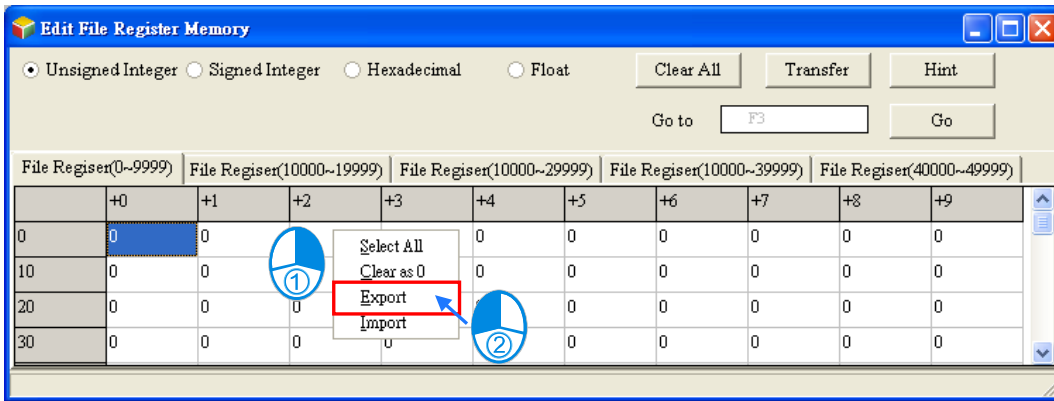 Edit File Register Memory
Unsigned Integer Signed Integer Hexadecimal Float Clear All Transfer Hint
Go to F3 Go
File Regiser(0~9999) File Regiser(10000~19999) File Regiser(10000~29999) File Regiser(10000~39999) File Regiser(40000~49999)
+0 +1 +2 +3 +4 +5 +6 +7 +8 +9
0 0 0 0 0 0 0 0 0
Select All
10 0 0 0 0 0 0 0 0
① Clear as 0
20 0 0 0 0 0 0 0 0
Export
Import
30 0 0 0 0 0 0 0 0 0
②